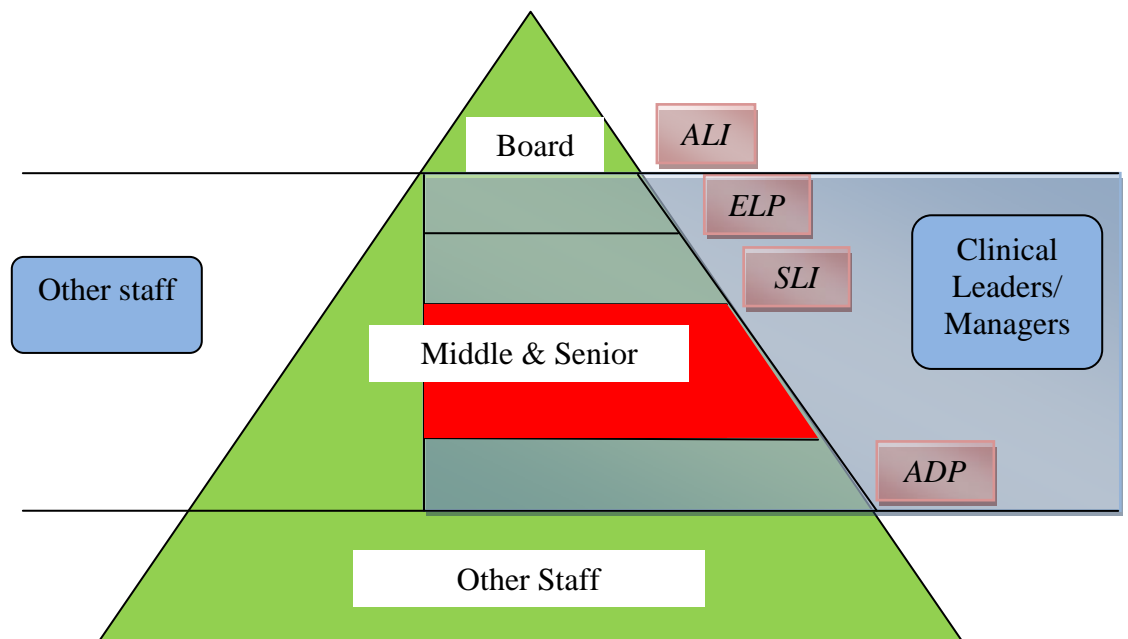 Board
ALI
ELP
Other staff
SLI
Clinical
Leaders/
Managers
Middle & Senior
ADP
Other Staff